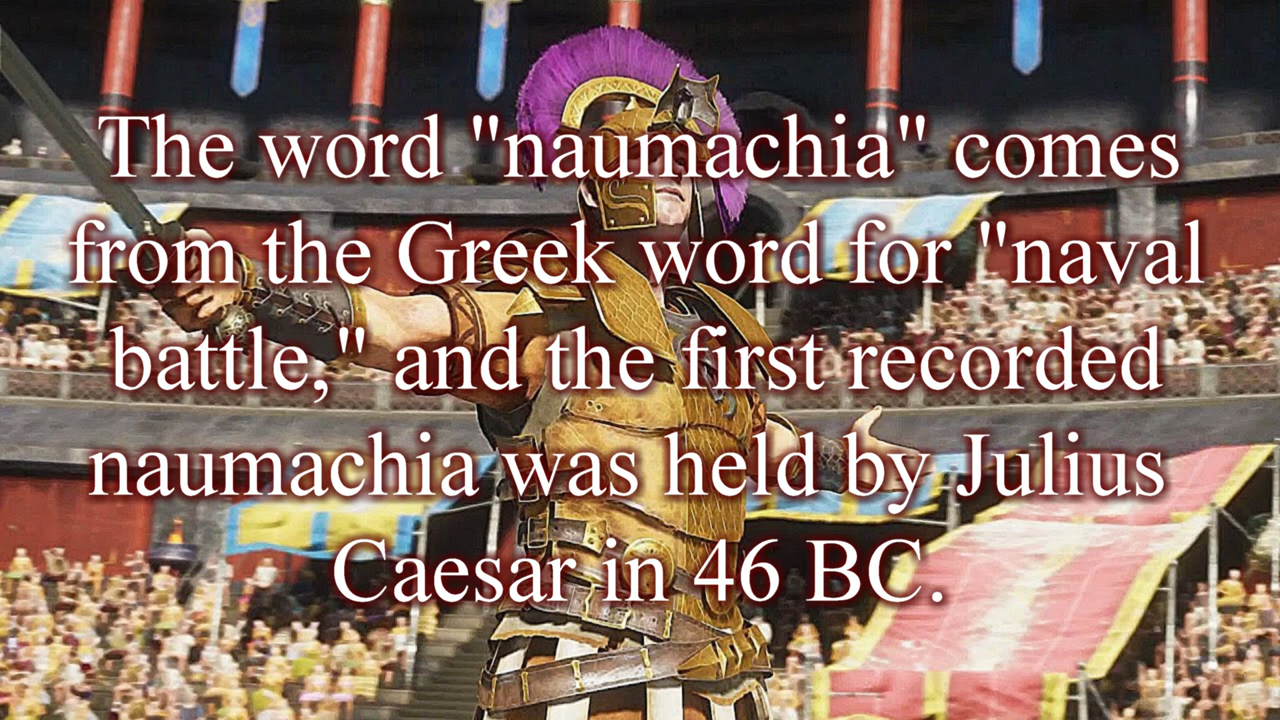 The word "naumachia" comes
from the Greek word for "naval
battle," and the first recorded
naumachia was held by Julius
Caesar in 46 BC.